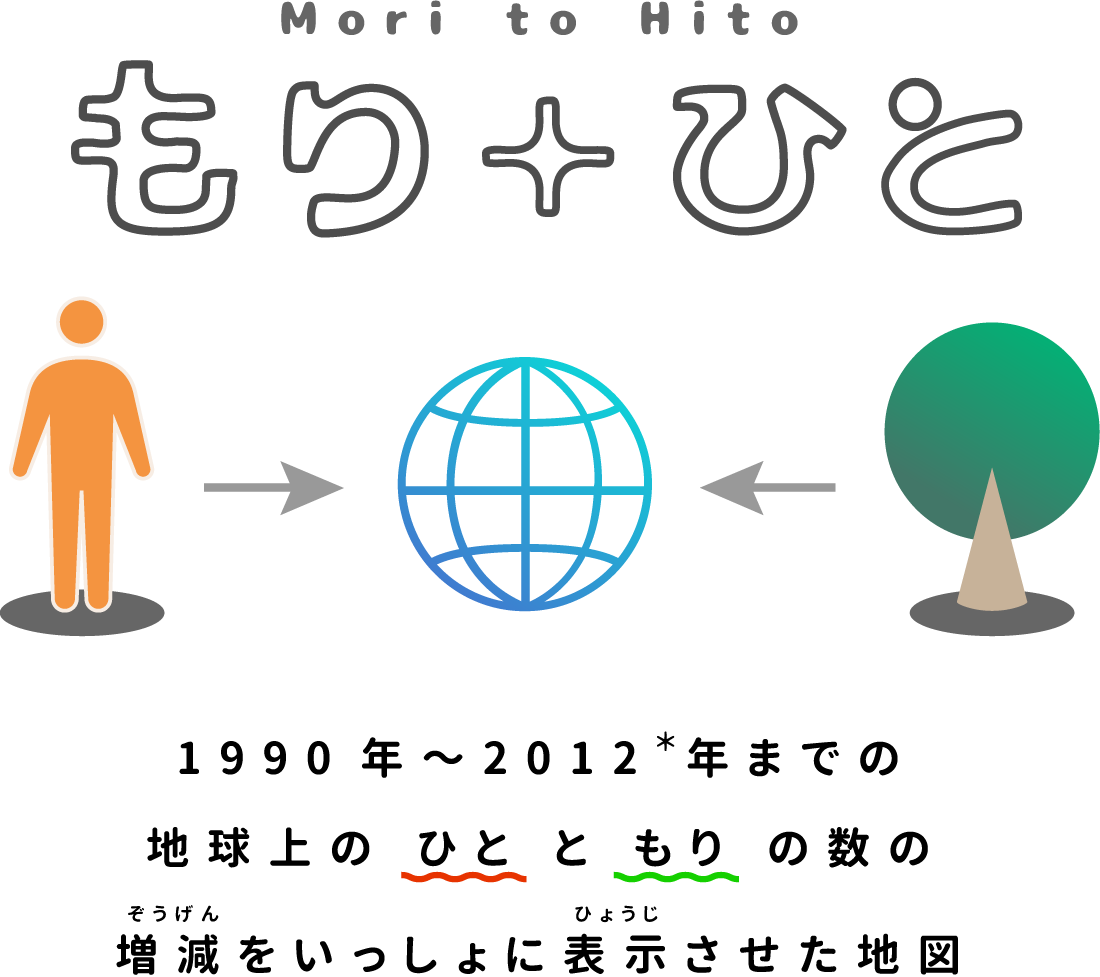 Mori to Hito
もり+ひと
1990年〜2012*年までの
地球上の ひと と もり の数の
ぞうげん ひょうじ
増減をいっしょに表示させた地図